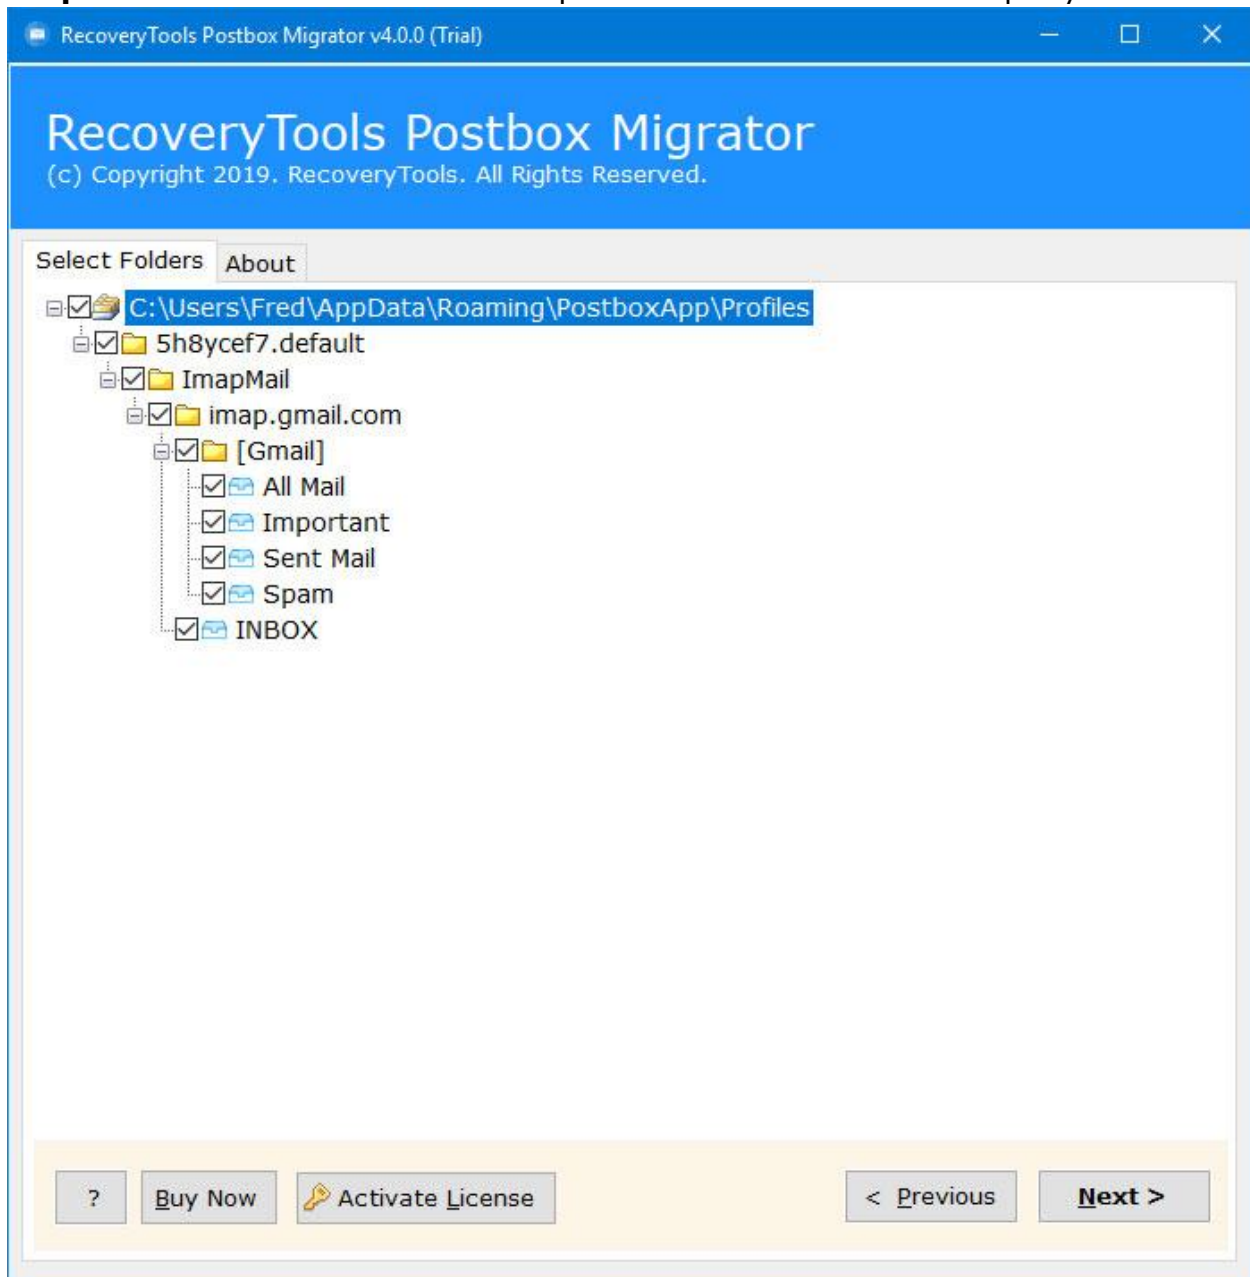 RecoveryTools Postbox Migrator v4.0.0 (Trial)
RecoveryTools Postbox Migrator
(c) Copyright 2019. RecoveryTools. All Rights Reserved.
Select Folders About
C:\Users\Fred\AppData\Roaming\PostboxApp\Profiles
5h8ycef7.default
ImapMail
imap.gmail.com
[Gmail]
All Mail
Important
Sent Mail
Spam
INBOX
? Buy Now Activate License < Previous Next >